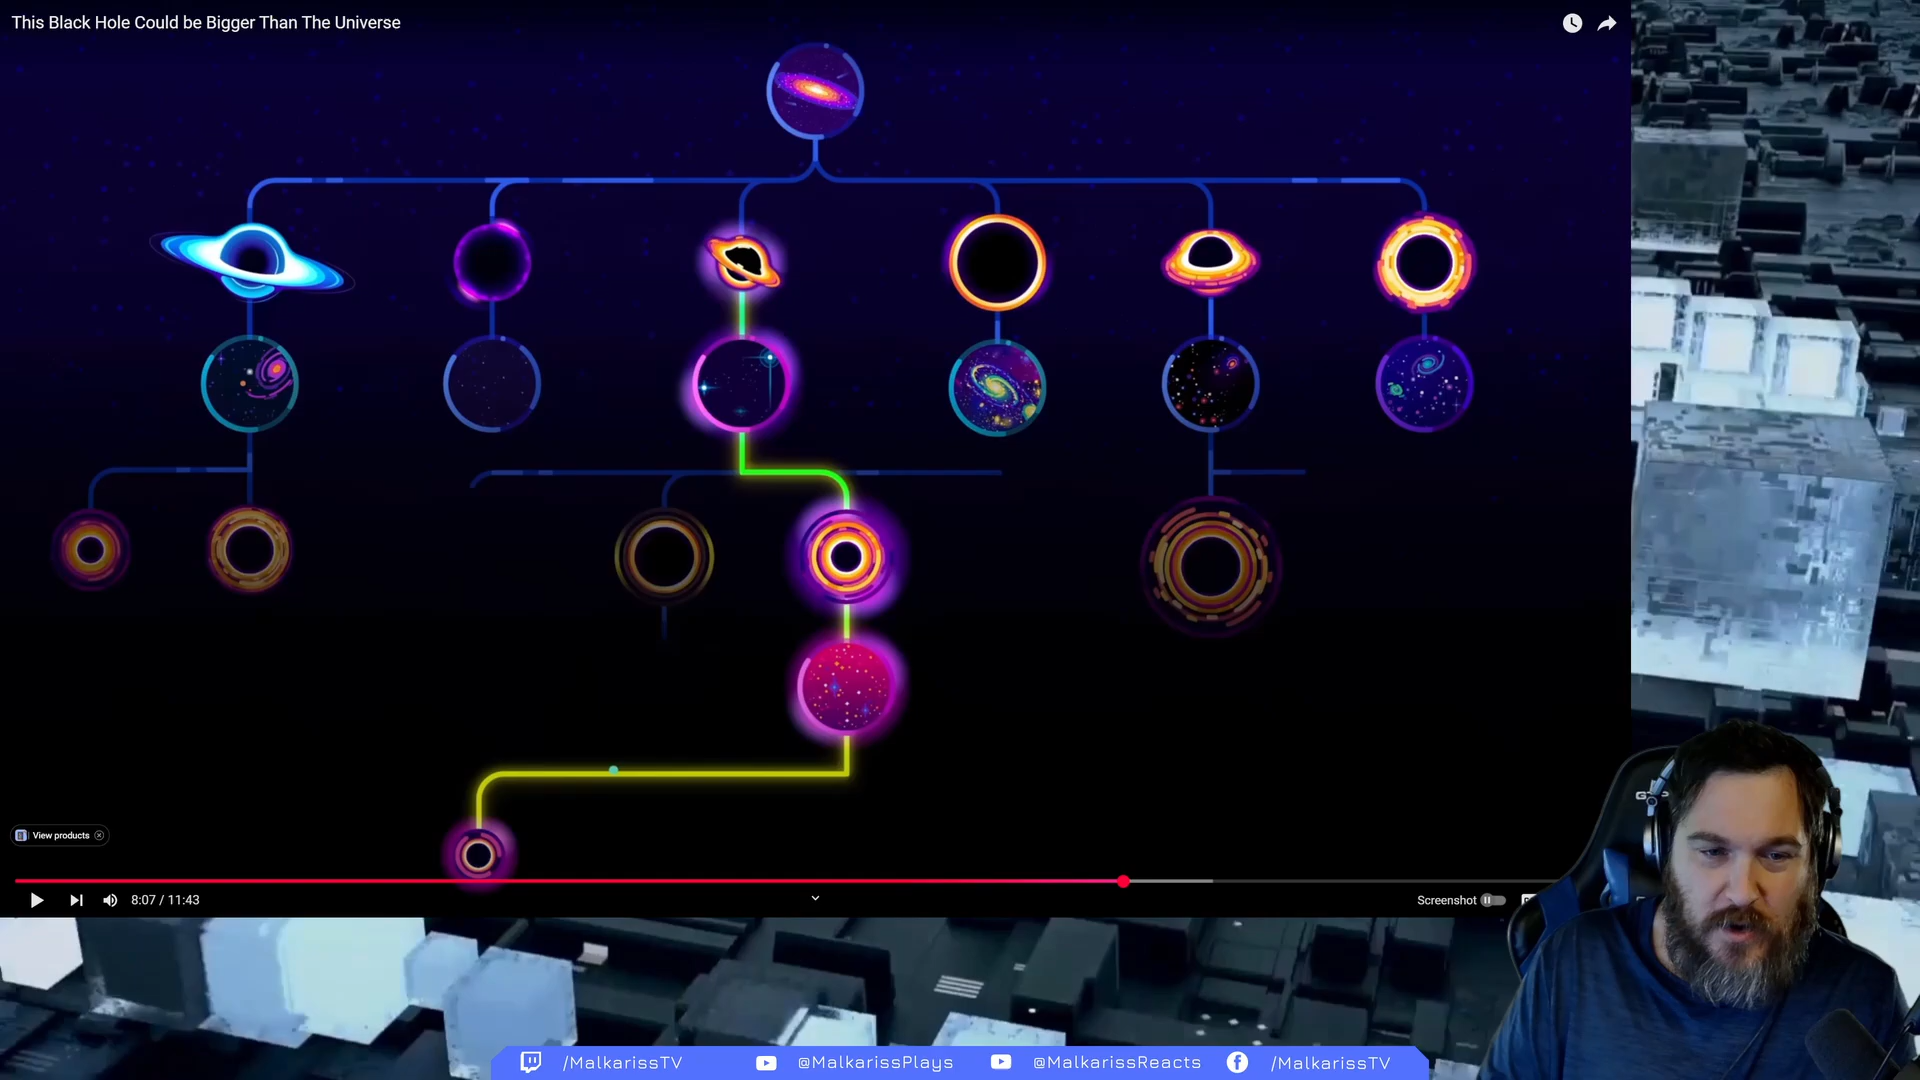 This Black Hole Could be Bigger Than The Universe
View products
8:07 / 11:43
Screenshot
/MalkarissTV
@MalkarissPlays
@MalkarissReacts
/MalkarissTV